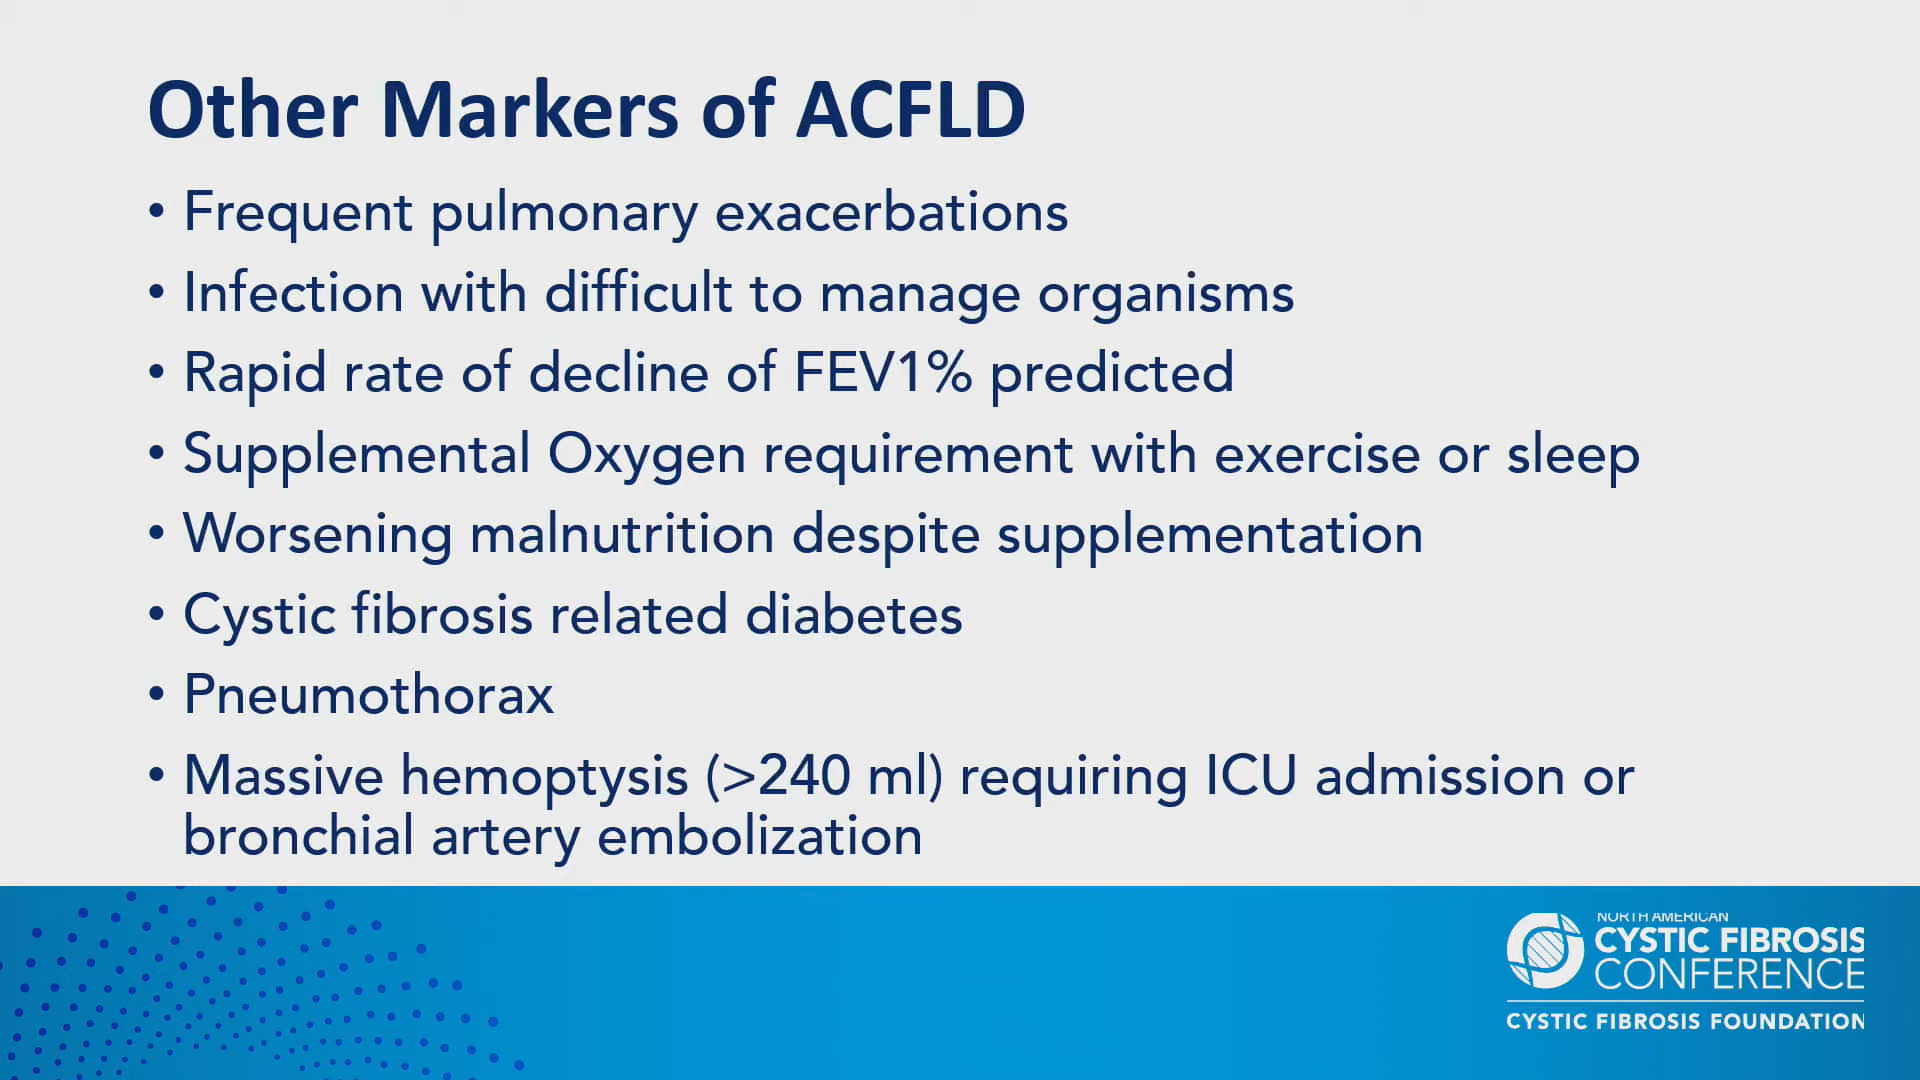 Other Markers of ACFLD
• Frequent pulmonary exacerbations
• Infection with difficult to manage organisms
• Rapid rate of decline of FEV1% predicted
• Supplemental Oxygen requirement with exercise or sleep
• Worsening malnutrition despite supplementation
• Cystic fibrosis related diabetes
• Pneumothorax
• Massive hemoptysis (>240 ml) requiring ICU admission or
bronchial artery embolization
NORTH AMERICAN
CYSTIC FIBROSIS
CONFERENCE
CYSTIC FIBROSIS FOUNDATION